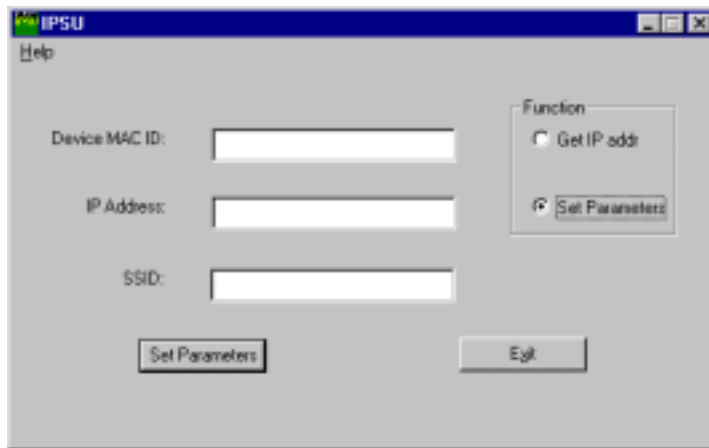 IPSU
Help
Function
Device MAC ID:
Get IP addr
IP Address:
Set Parameters
SSID:
Set Parameters
Exit